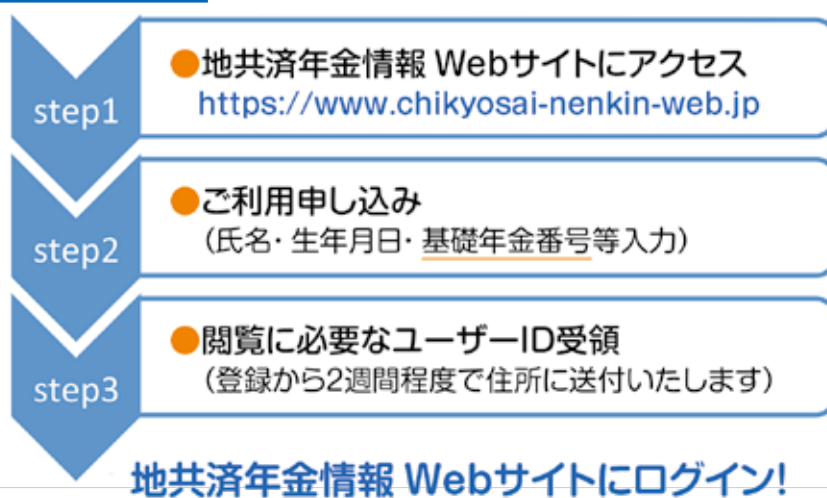 step1
●地共済年金情報 Webサイトにアクセス
https://www.chikyosai-nenkin-web.jp
step2
●ご利用申し込み
（氏名・生年月日・基礎年金番号等入力）
step3
●閲覧に必要なユーザーID受領
（登録から2週間程度で住所に送付いたします）
地共済年金情報 Webサイトにログイン!